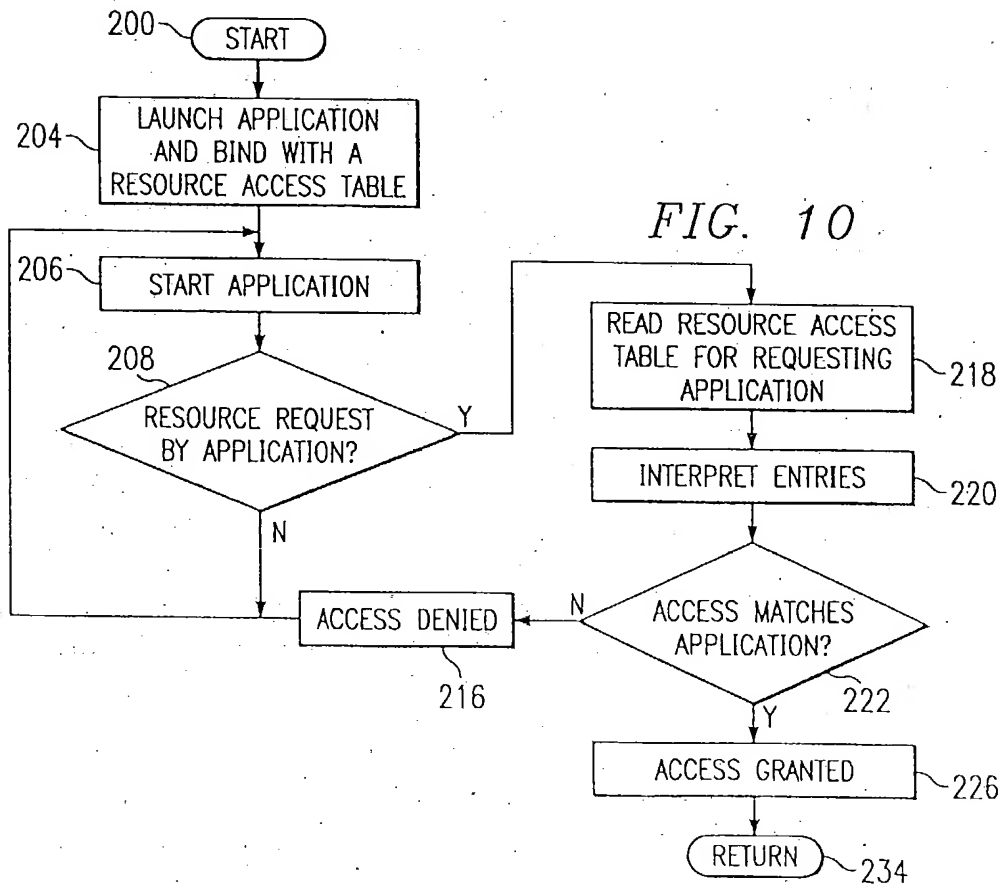 200
START
204
LAUNCH APPLICATION
AND BIND WITH A
RESOURCE ACCESS TABLE
FIG. 10
206
START APPLICATION
208
RESOURCE REQUEST
BY APPLICATION?
Y
N
READ RESOURCE ACCESS
TABLE FOR REQUESTING
APPLICATION
218
INTERPRET ENTRIES
220
ACCESS MATCHES
APPLICATION?
N
222
Y
ACCESS DENIED
216
ACCESS GRANTED
226
RETURN
234